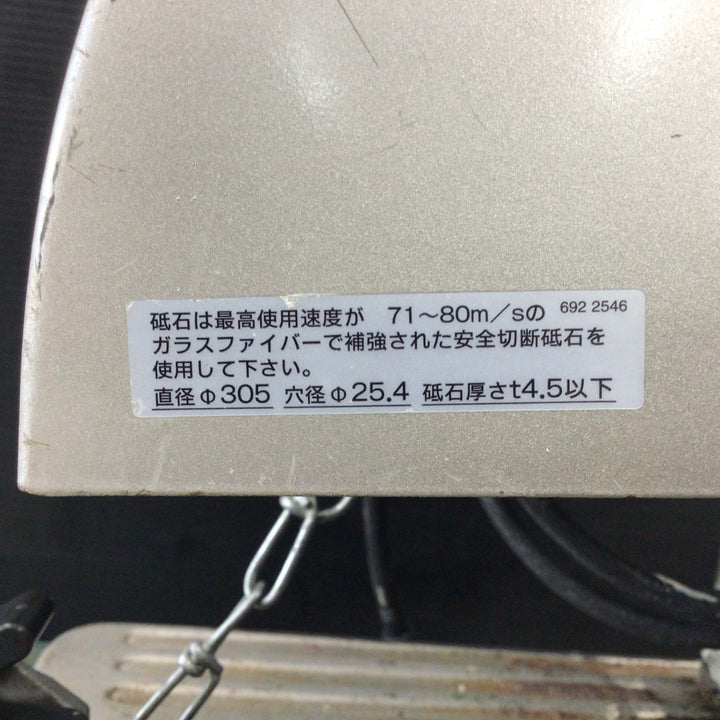 砥石は最高使用速度が 71～80m/sの 692 2546
ガラスファイバーで補強された安全切断砥石を
使用して下さい。
直径Φ305 穴径Φ25.4 砥石厚さt4.5以下